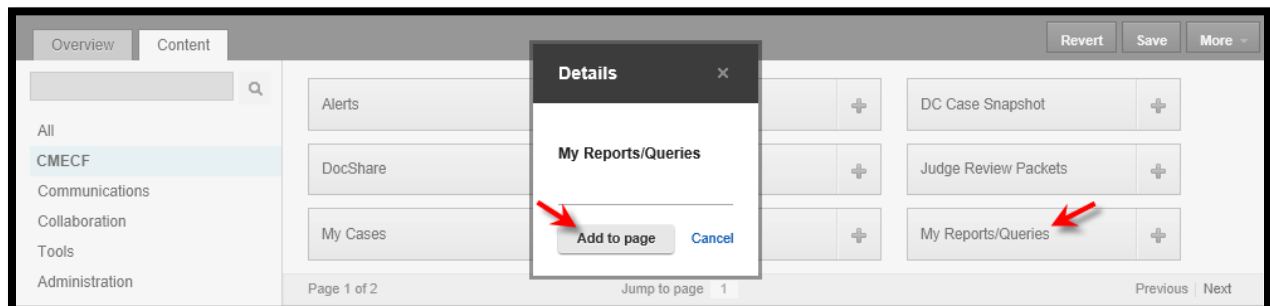 Overview Content Revert Save More
Details ×
Alerts DC Case Snapshot
All
CMECF My Reports/Queries
DocShare Judge Review Packets
Communications
Collaboration
My Cases Add to page Cancel My Reports/Queries
Tools
Administration
Page 1 of 2 Jump to page 1 Previous Next